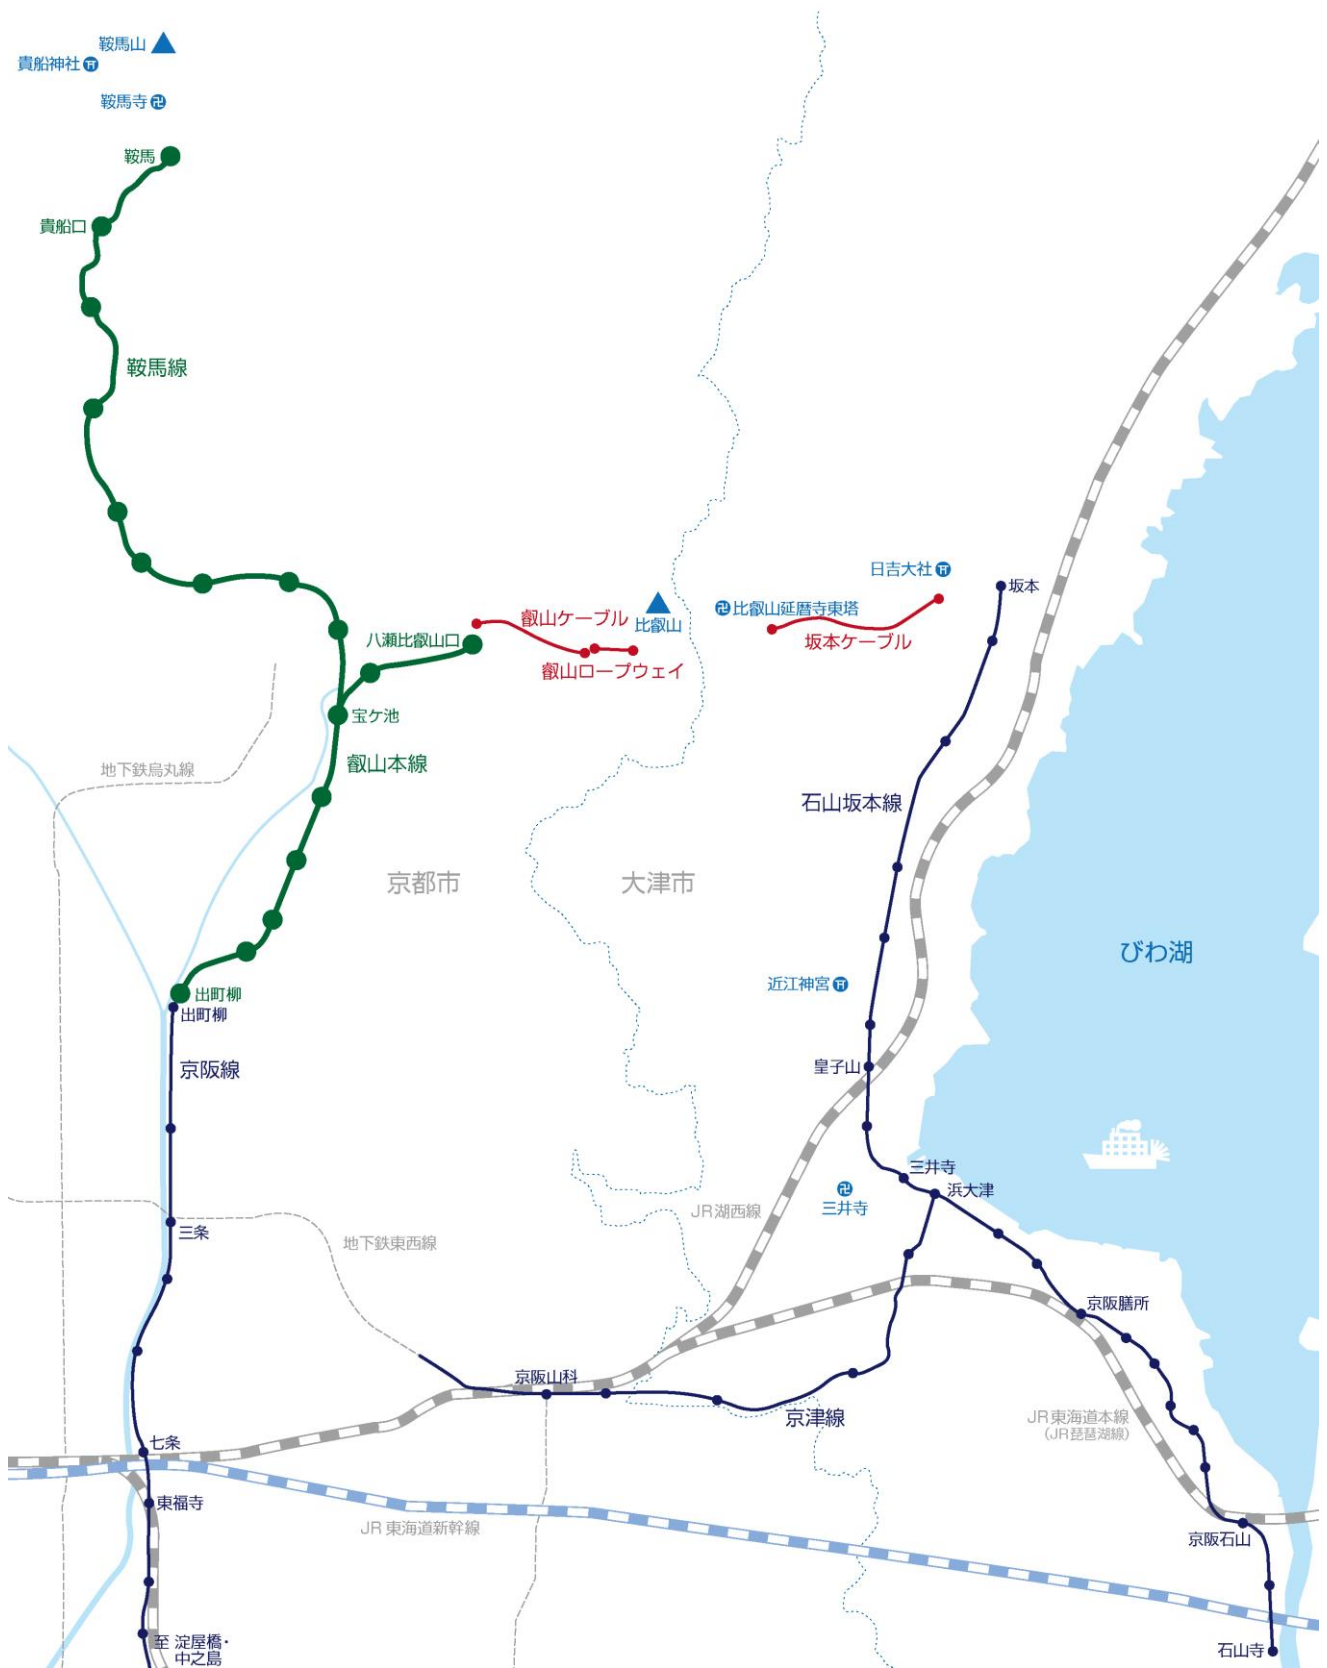 鞍馬山
貴船神社
鞍馬寺
鞍馬
貴船口
鞍馬線
日吉大社
坂本
比叡山延暦寺東塔
叡山ケーブル
比叡山
八瀬比叡山口
坂本ケーブル
叡山ロープウェイ
宝ケ池
叡山本線
地下鉄烏丸線
石山坂本線
京都市
大津市
びわ湖
近江神宮
出町柳
出町柳
京阪線
皇子山
三井寺
浜大津
三井寺
JR湖西線
三条
地下鉄東西線
京阪膳所
京阪山科
京津線
JR東海道本線
(JR琵琶湖線)
七条
東福寺
JR東海道新幹線
京阪石山
至 淀屋橋・
中之島
石山寺